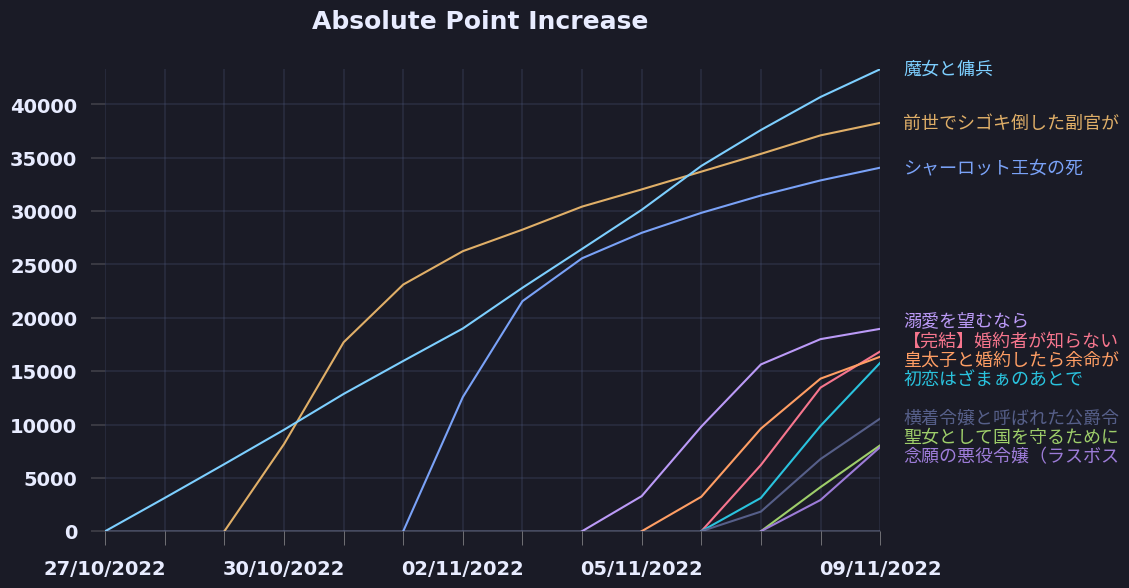 Absolute Point Increase
魔女と傭兵
40000
前世でシゴキ倒した副官が
35000
シャーロット王女の死
30000
25000
20000
溺愛を望むなら
【完結】婚約者が知らない
皇太子と婚約したら余命が
15000
初恋はざまぁのあとで
10000
横着令嬢と呼ばれた公爵令
聖女として国を守るために
念願の悪役令嬢（ラスボス
5000
0
27/10/2022 30/10/2022 02/11/2022 05/11/2022 09/11/2022